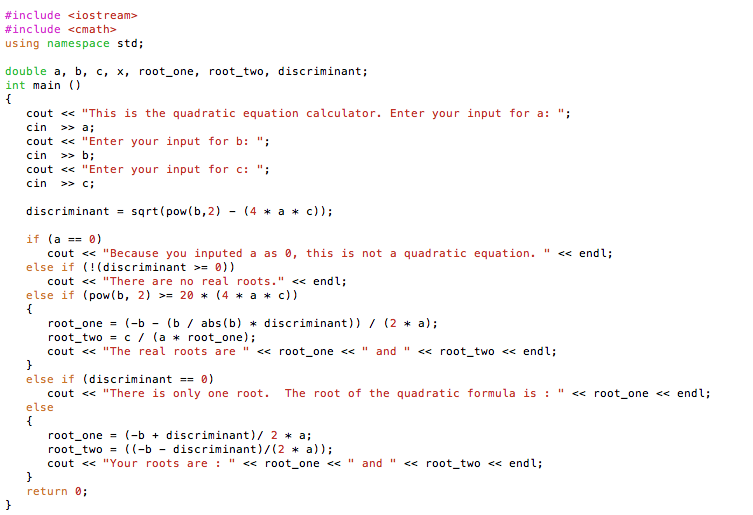 #include <iostream>
#include <cmath>
using namespace std;

double a, b, c, x, root_one, root_two, discriminant;
int main ()
{
   cout << "This is the quadratic equation calculator. Enter your input for a: ";
   cin  >> a;
   cout << "Enter your input for b: ";
   cin  >> b;
   cout << "Enter your input for c: ";
   cin  >> c;

   discriminant = sqrt(pow(b,2) - (4 * a * c));

   if (a == 0)
      cout << "Because you inputed a as 0, this is not a quadratic equation. " << endl;
   else if (!(discriminant >= 0))
      cout << "There are no real roots." << endl;
   else if (pow(b, 2) >= 20 * (4 * a * c))
   {
      root_one = (-b - (b / abs(b) * discriminant)) / (2 * a);
      root_two = c / (a * root_one);
      cout << "The real roots are " << root_one << " and " << root_two << endl;
   }
   else if (discriminant == 0)
      cout << "There is only one root.  The root of the quadratic formula is : " << root_one << endl;
   else
   {
      root_one = (-b + discriminant)/ 2 * a;
      root_two = ((-b - discriminant)/(2 * a));
      cout << "Your roots are : " << root_one << " and " << root_two << endl;
   }
   return 0;
}